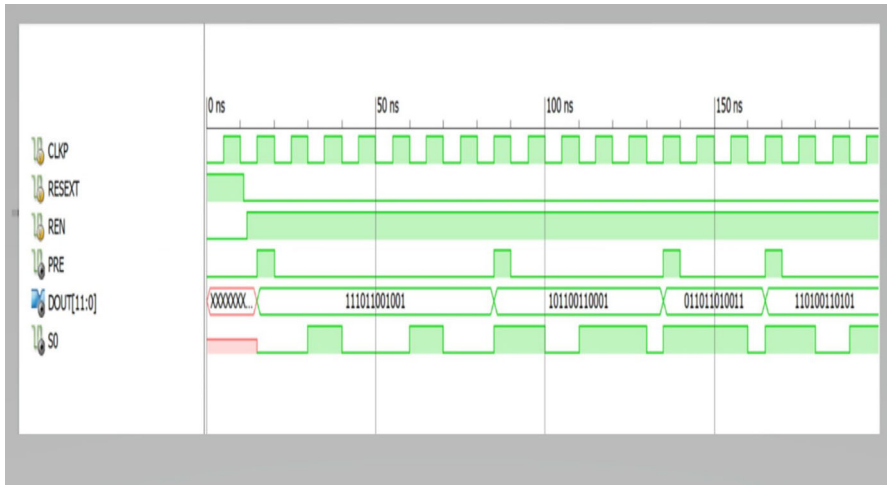 0 ns 50 ns 100 ns 150 ns
CLKP
RESEXT
REN
PRE
DOUT[11:0] XXXXXXX... 111011001001 101100110001 011011010011 110100110101
S0